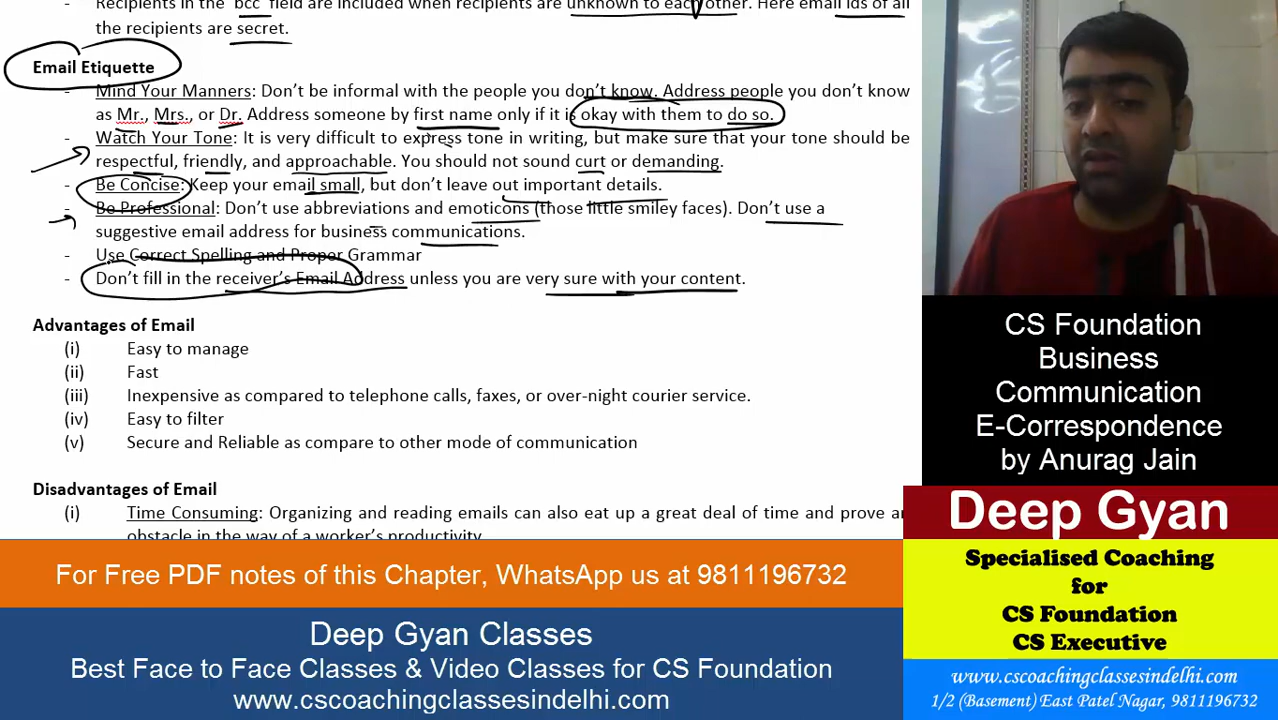 - Recipients in the 'bcc' field are included when recipients are unknown to each other. Here email ids of all
the recipients are secret.
Email Etiquette
- Mind Your Manners: Don't be informal with the people you don't know. Address people you don't know
as Mr., Mrs., or Dr. Address someone by first name only if it is okay with them to do so.
- Watch Your Tone: It is very difficult to express tone in writing, but make sure that your tone should be
respectful, friendly, and approachable. You should not sound curt or demanding.
- Be Concise: Keep your email small, but don't leave out important details.
- Be Professional: Don't use abbreviations and emoticons (those little smiley faces). Don't use a
suggestive email address for business communications.
- Use Correct Spelling and Proper Grammar
- Don't fill in the receiver's Email Address unless you are very sure with your content.
Advantages of Email
(i) Easy to manage
(ii) Fast
(iii) Inexpensive as compared to telephone calls, faxes, or over-night courier service.
(iv) Easy to filter
(v) Secure and Reliable as compare to other mode of communication
Disadvantages of Email
(i) Time Consuming: Organizing and reading emails can also eat up a great deal of time and prove an
obstacle in the way of a worker's productivity.
CS Foundation
Business
Communication
E-Correspondence
by Anurag Jain
Deep Gyan
Specialised Coaching
for
CS Foundation
CS Executive
www.cscoachingclassesindelhi.com
1/2 (Basement) East Patel Nagar, 9811196732
For Free PDF notes of this Chapter, WhatsApp us at 9811196732
Deep Gyan Classes
Best Face to Face Classes & Video Classes for CS Foundation
www.cscoachingclassesindelhi.com